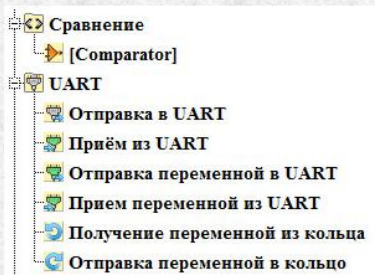 Сравнение
[Comparator]
UART
Отправка в UART
Приём из UART
Отправка переменной в UART
Прием переменной из UART
Получение переменной из кольца
Отправка переменной в кольцо